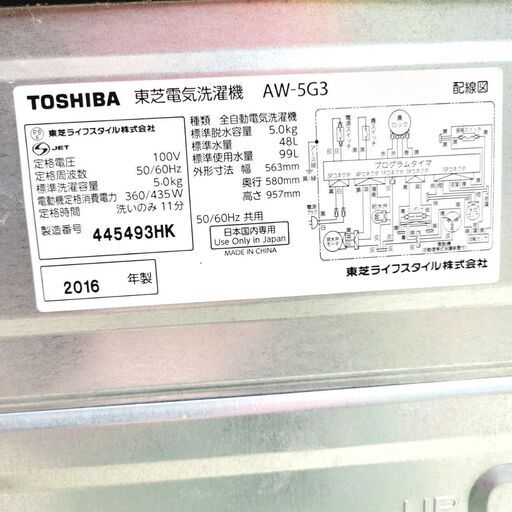 TOSHIBA 東芝電気洗濯機 AW-5G3
配線図
PS E 東芝ライフスタイル株式会社
S JET
定格電圧 100V
定格周波数 50/60Hz
標準洗濯容量 5.0kg
電動機定格消費電力 360/435W
定格時間 洗いのみ 11分
製造番号 445493HK
2016 年製
種類 全自動電気洗濯機
標準脱水容量 5.0kg
標準水量 48L
標準使用水量 99L
外形寸法 幅 563mm
奥行 580mm
高さ 957mm
50/60Hz 共用
日本国内専用
Use Only in Japan
MADE IN CHINA
プログラムタイマ
東芝ライフスタイル株式会社
UP